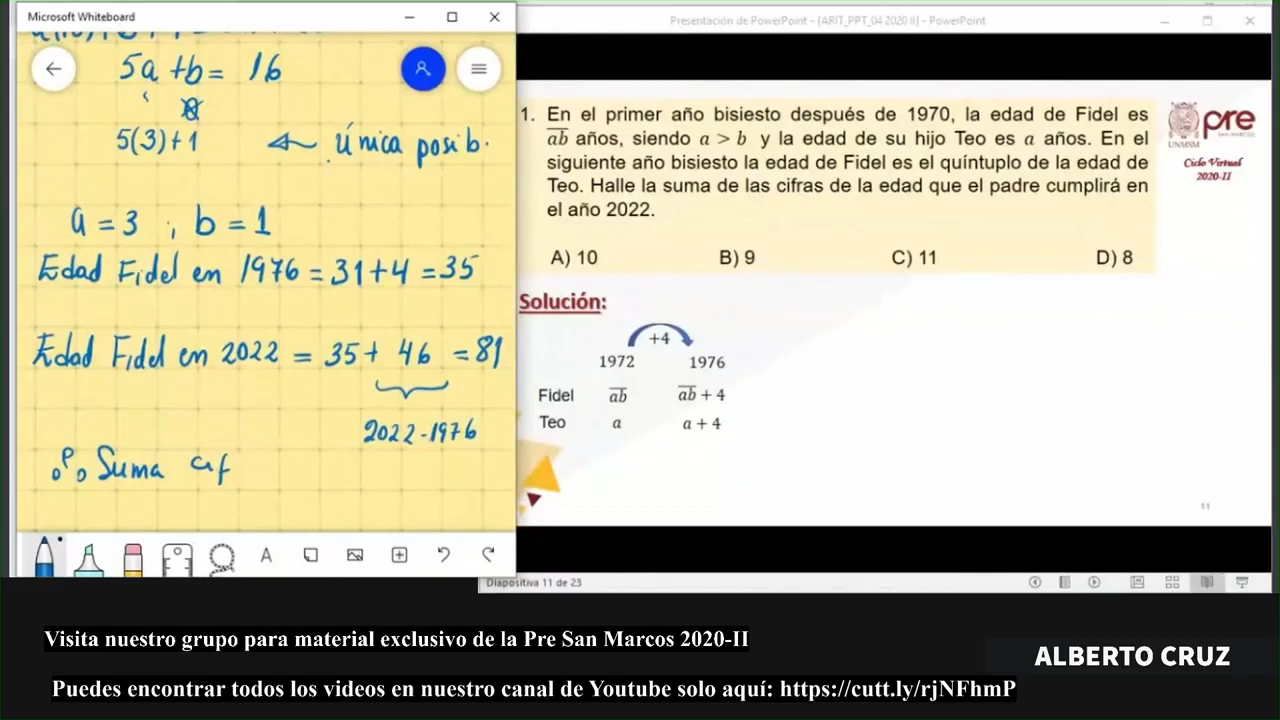 Microsoft Whiteboard
5a + b = 16
5(3)+1 Única posib.
a = 3 ; b = 1
Edad Fidel en 1976 = 31+4 = 35
Edad Fidel en 2022 = 35 + 46 = 81
2022-1976
Suma cif
A
Presentación de PowerPoint - [ARIT_PPT_04 2020 II] - PowerPoint
1. En el primer año bisiesto después de 1970, la edad de Fidel es
ab años, siendo a > b y la edad de su hijo Teo es a años. En el
siguiente año bisiesto la edad de Fidel es el quíntuplo de la edad de
Teo. Halle la suma de las cifras de la edad que el padre cumplirá en
el año 2022.
A) 10 B) 9 C) 11 D) 8
pre
SAN MARCOS
UNMSM
Ciclo Virtual
2020-II
Solución:
+4
1972 1976
Fidel ab ab + 4
Teo a a + 4
11
Diapositiva 11 de 23
Visita nuestro grupo para material exclusivo de la Pre San Marcos 2020-II
ALBERTO CRUZ
Puedes encontrar todos los videos en nuestro canal de Youtube solo aquí: https://cutt.ly/rjNFhmP